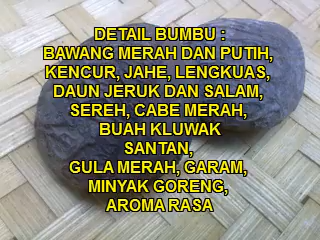 DETAIL BUMBU :
BAWANG MERAH DAN PUTIH,
KENCUR, JAHE, LENGKUAS,
DAUN JERUK DAN SALAM,
SEREH, CABE MERAH,
BUAH KLUWAK
SANTAN,
GULA MERAH, GARAM,
MINYAK GORENG,
AROMA RASA